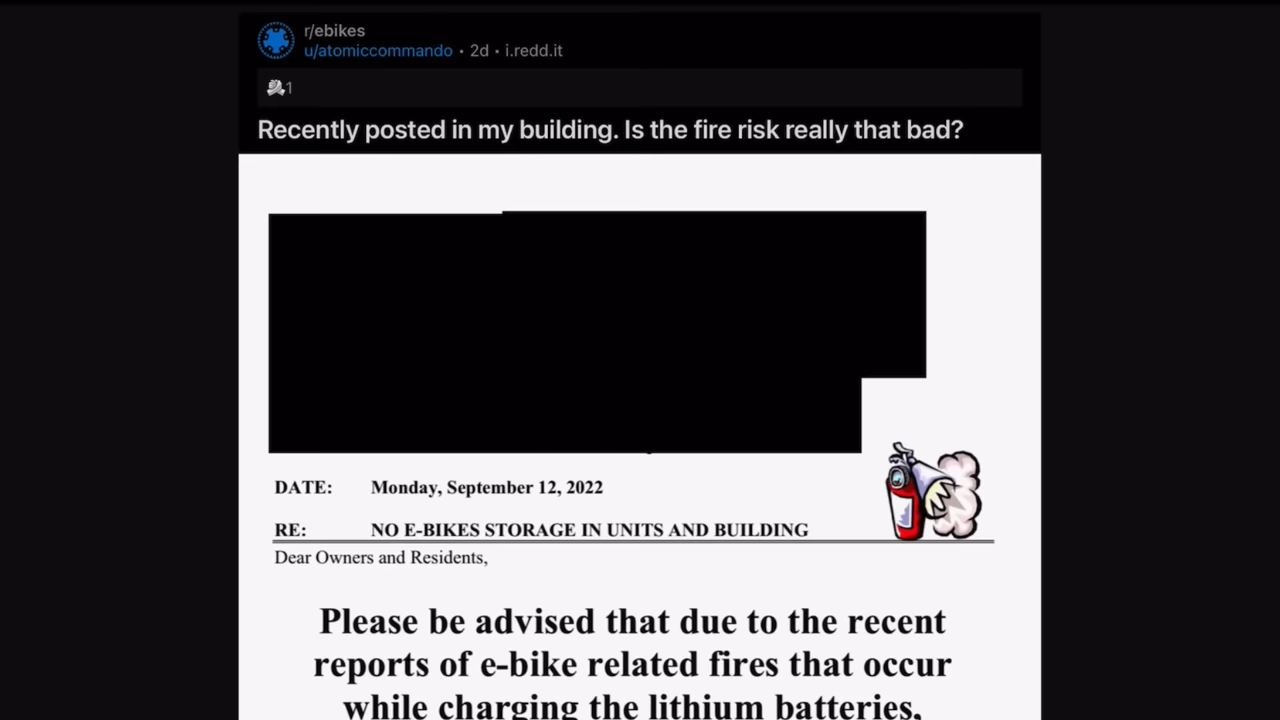 r/ebikes
u/atomiccommando • 2d • i.redd.it
1
Recently posted in my building. Is the fire risk really that bad?
DATE: Monday, September 12, 2022
RE: NO E-BIKES STORAGE IN UNITS AND BUILDING
Dear Owners and Residents,
Please be advised that due to the recent
reports of e-bike related fires that occur
while charging the lithium batteries,